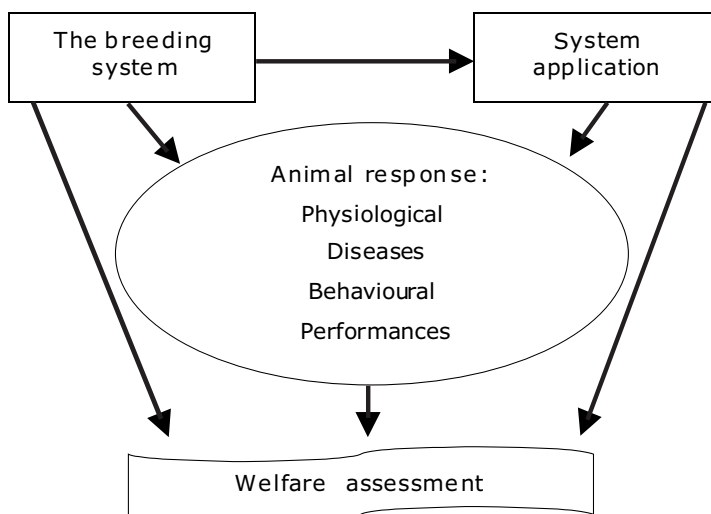 The breeding
system
System
application
Animal response:
Physiological
Diseases
Behavioural
Performances
Welfare assessment